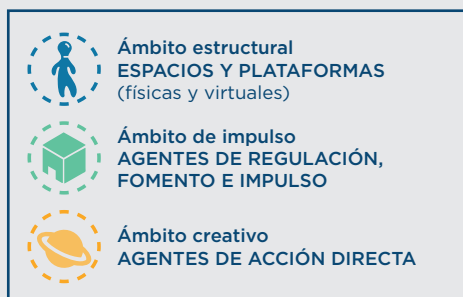 Ámbito estructural
ESPACIOS Y PLATAFORMAS
(físicas y virtuales)
Ámbito de impulso
AGENTES DE REGULACIÓN,
FOMENTO E IMPULSO
Ámbito creativo
AGENTES DE ACCIÓN DIRECTA